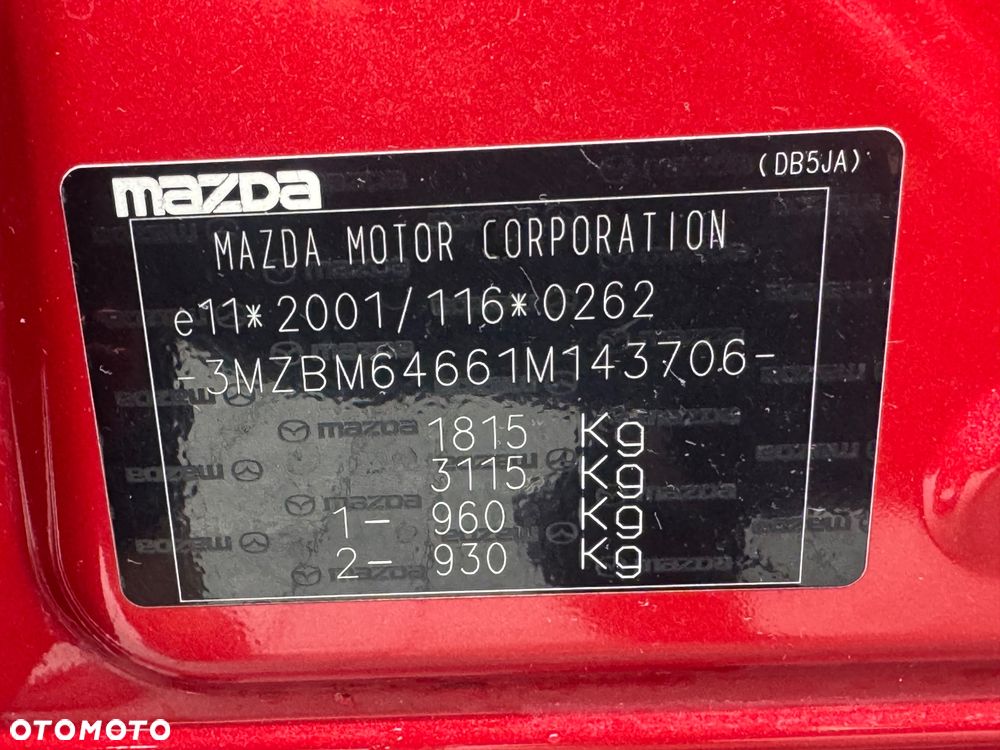 mazda
(DB5JA)
MAZDA MOTOR CORPORATION
e11*2001/116*0262
-3MZBM64661M143706-
1815 Kg
3115 Kg
1- 960 Kg
2- 930 Kg
OTOMOTO